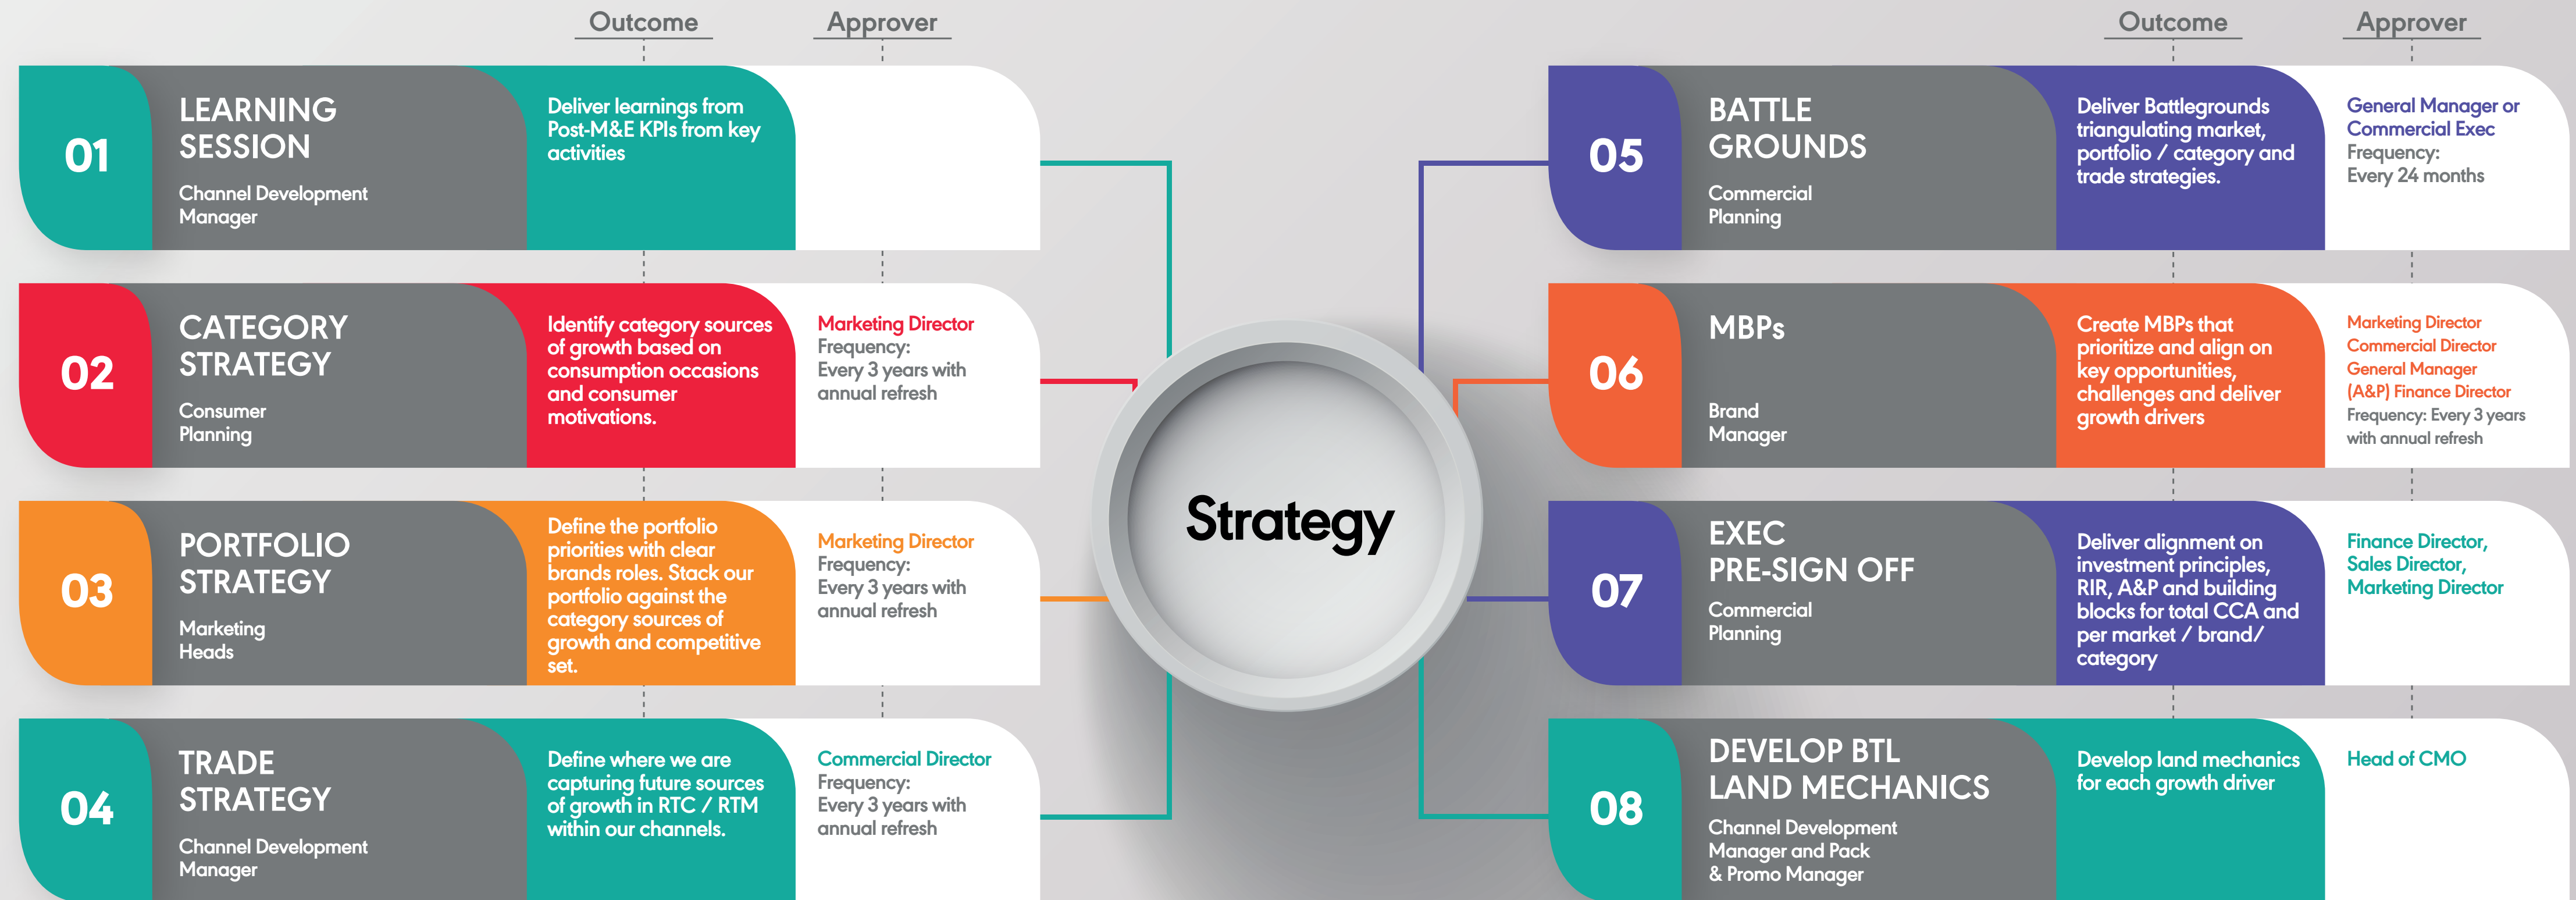 Outcome
Approver
01
LEARNING
SESSION
Channel Development
Manager
Deliver learnings from
Post-M&E KPIs from key
activities
02
CATEGORY
STRATEGY
Consumer
Planning
Identify category sources
of growth based on
consumption occasions
and consumer
motivations.
Marketing Director
Frequency:
Every 3 years with
annual refresh
03
PORTFOLIO
STRATEGY
Marketing
Heads
Define the portfolio
priorities with clear
brands roles. Stack our
portfolio against the
category sources of
growth and competitive
set.
Marketing Director
Frequency:
Every 3 years with
annual refresh
04
TRADE
STRATEGY
Channel Development
Manager
Define where we are
capturing future sources
of growth in RTC / RTM
within our channels.
Commercial Director
Frequency:
Every 3 years with
annual refresh
Strategy
Outcome
Approver
05
BATTLE
GROUNDS
Commercial
Planning
Deliver Battlegrounds
triangulating market,
portfolio / category and
trade strategies.
General Manager or
Commercial Exec
Frequency:
Every 24 months
06
MBPs
Brand
Manager
Create MBPs that
prioritize and align on
key opportunities,
challenges and deliver
growth drivers
Marketing Director
Commercial Director
General Manager
(A&P) Finance Director
Frequency: Every 3 years
with annual refresh
07
EXEC
PRE-SIGN OFF
Commercial
Planning
Deliver alignment on
investment principles,
RIR, A&P and building
blocks for total CCA and
per market / brand/
category
Finance Director,
Sales Director,
Marketing Director
08
DEVELOP BTL
LAND MECHANICS
Channel Development
Manager and Pack
& Promo Manager
Develop land mechanics
for each growth driver
Head of CMO